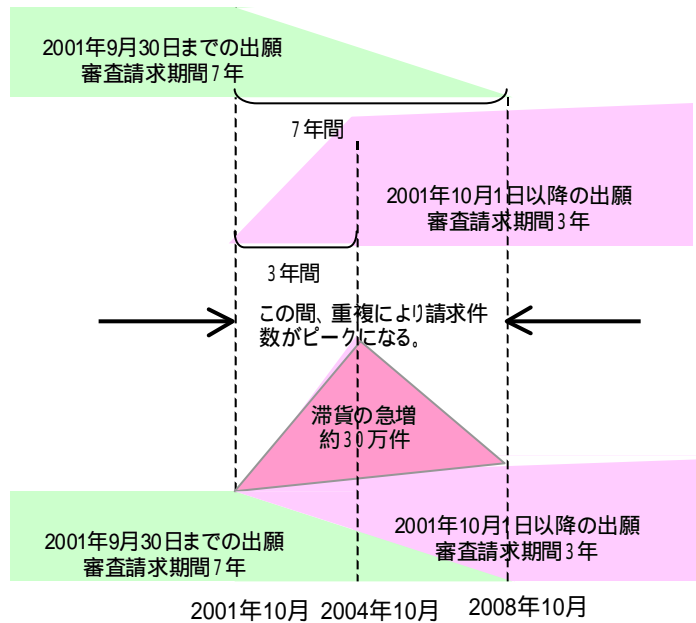 2001年9月30日までの出願
審査請求期間7年
7年間
2001年10月1日以降の出願
審査請求期間3年
3年間
この間、重複により請求件
数がピークになる。
滞貨の急増
約30万件
2001年10月1日以降の出願
審査請求期間3年
2001年9月30日までの出願
審査請求期間7年
2001年10月 2004年10月 2008年10月